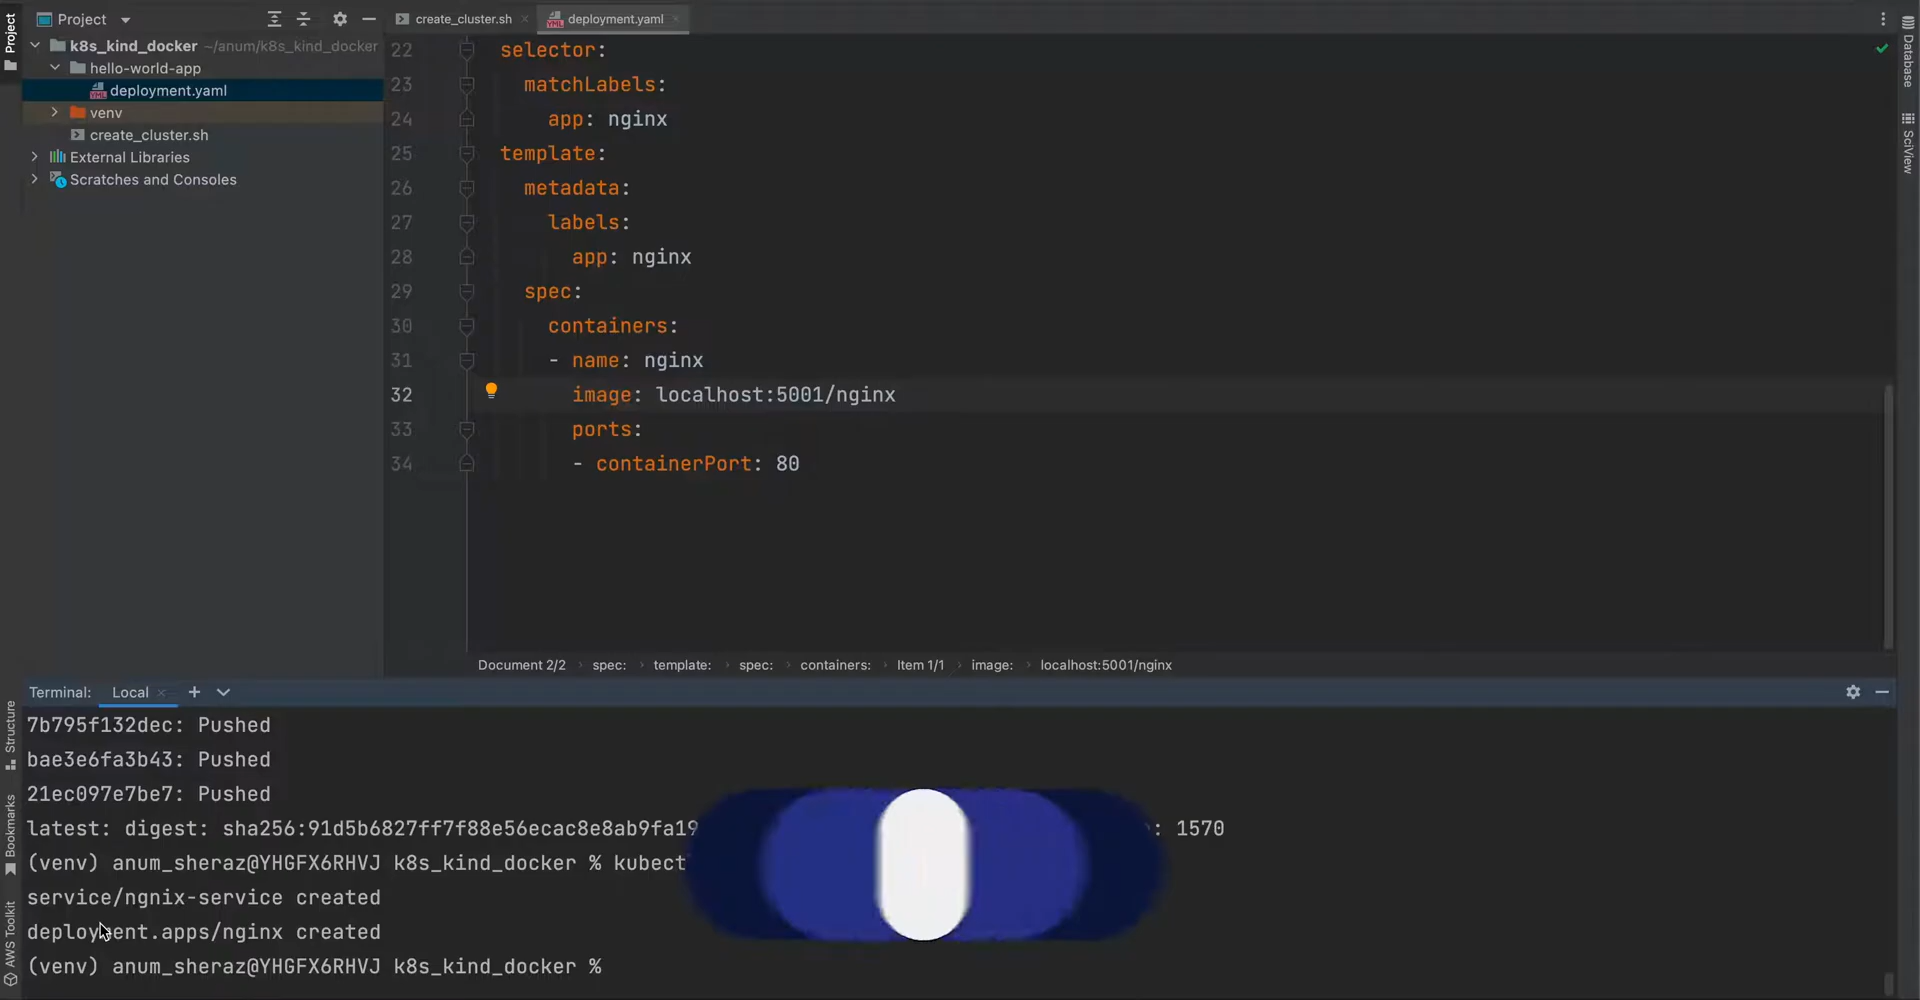 Project
create_cluster.sh
deployment.yaml
k8s_kind_docker ~/anum/k8s_kind_docker
hello-world-app
deployment.yaml
venv
create_cluster.sh
External Libraries
Scratches and Consoles
Project
Structure
Bookmarks
AWS Toolkit
Database
SciView
22 selector:
23 matchLabels:
24 app: nginx
25 template:
26 metadata:
27 labels:
28 app: nginx
29 spec:
30 containers:
31 - name: nginx
32 image: localhost:5001/nginx
33 ports:
34 - containerPort: 80
Document 2/2 › spec: › template: › spec: › containers: › Item 1/1 › image: › localhost:5001/nginx
Terminal: Local
7b795f132dec: Pushed
bae3e6fa3b43: Pushed
21ec097e7be7: Pushed
latest: digest: sha256:91d5b6827ff7f88e56ecac8e8ab9fa19 : 1570
(venv) anum_sheraz@YHGFX6RHVJ k8s_kind_docker % kubect
service/ngnix-service created
deployment.apps/nginx created
(venv) anum_sheraz@YHGFX6RHVJ k8s_kind_docker %